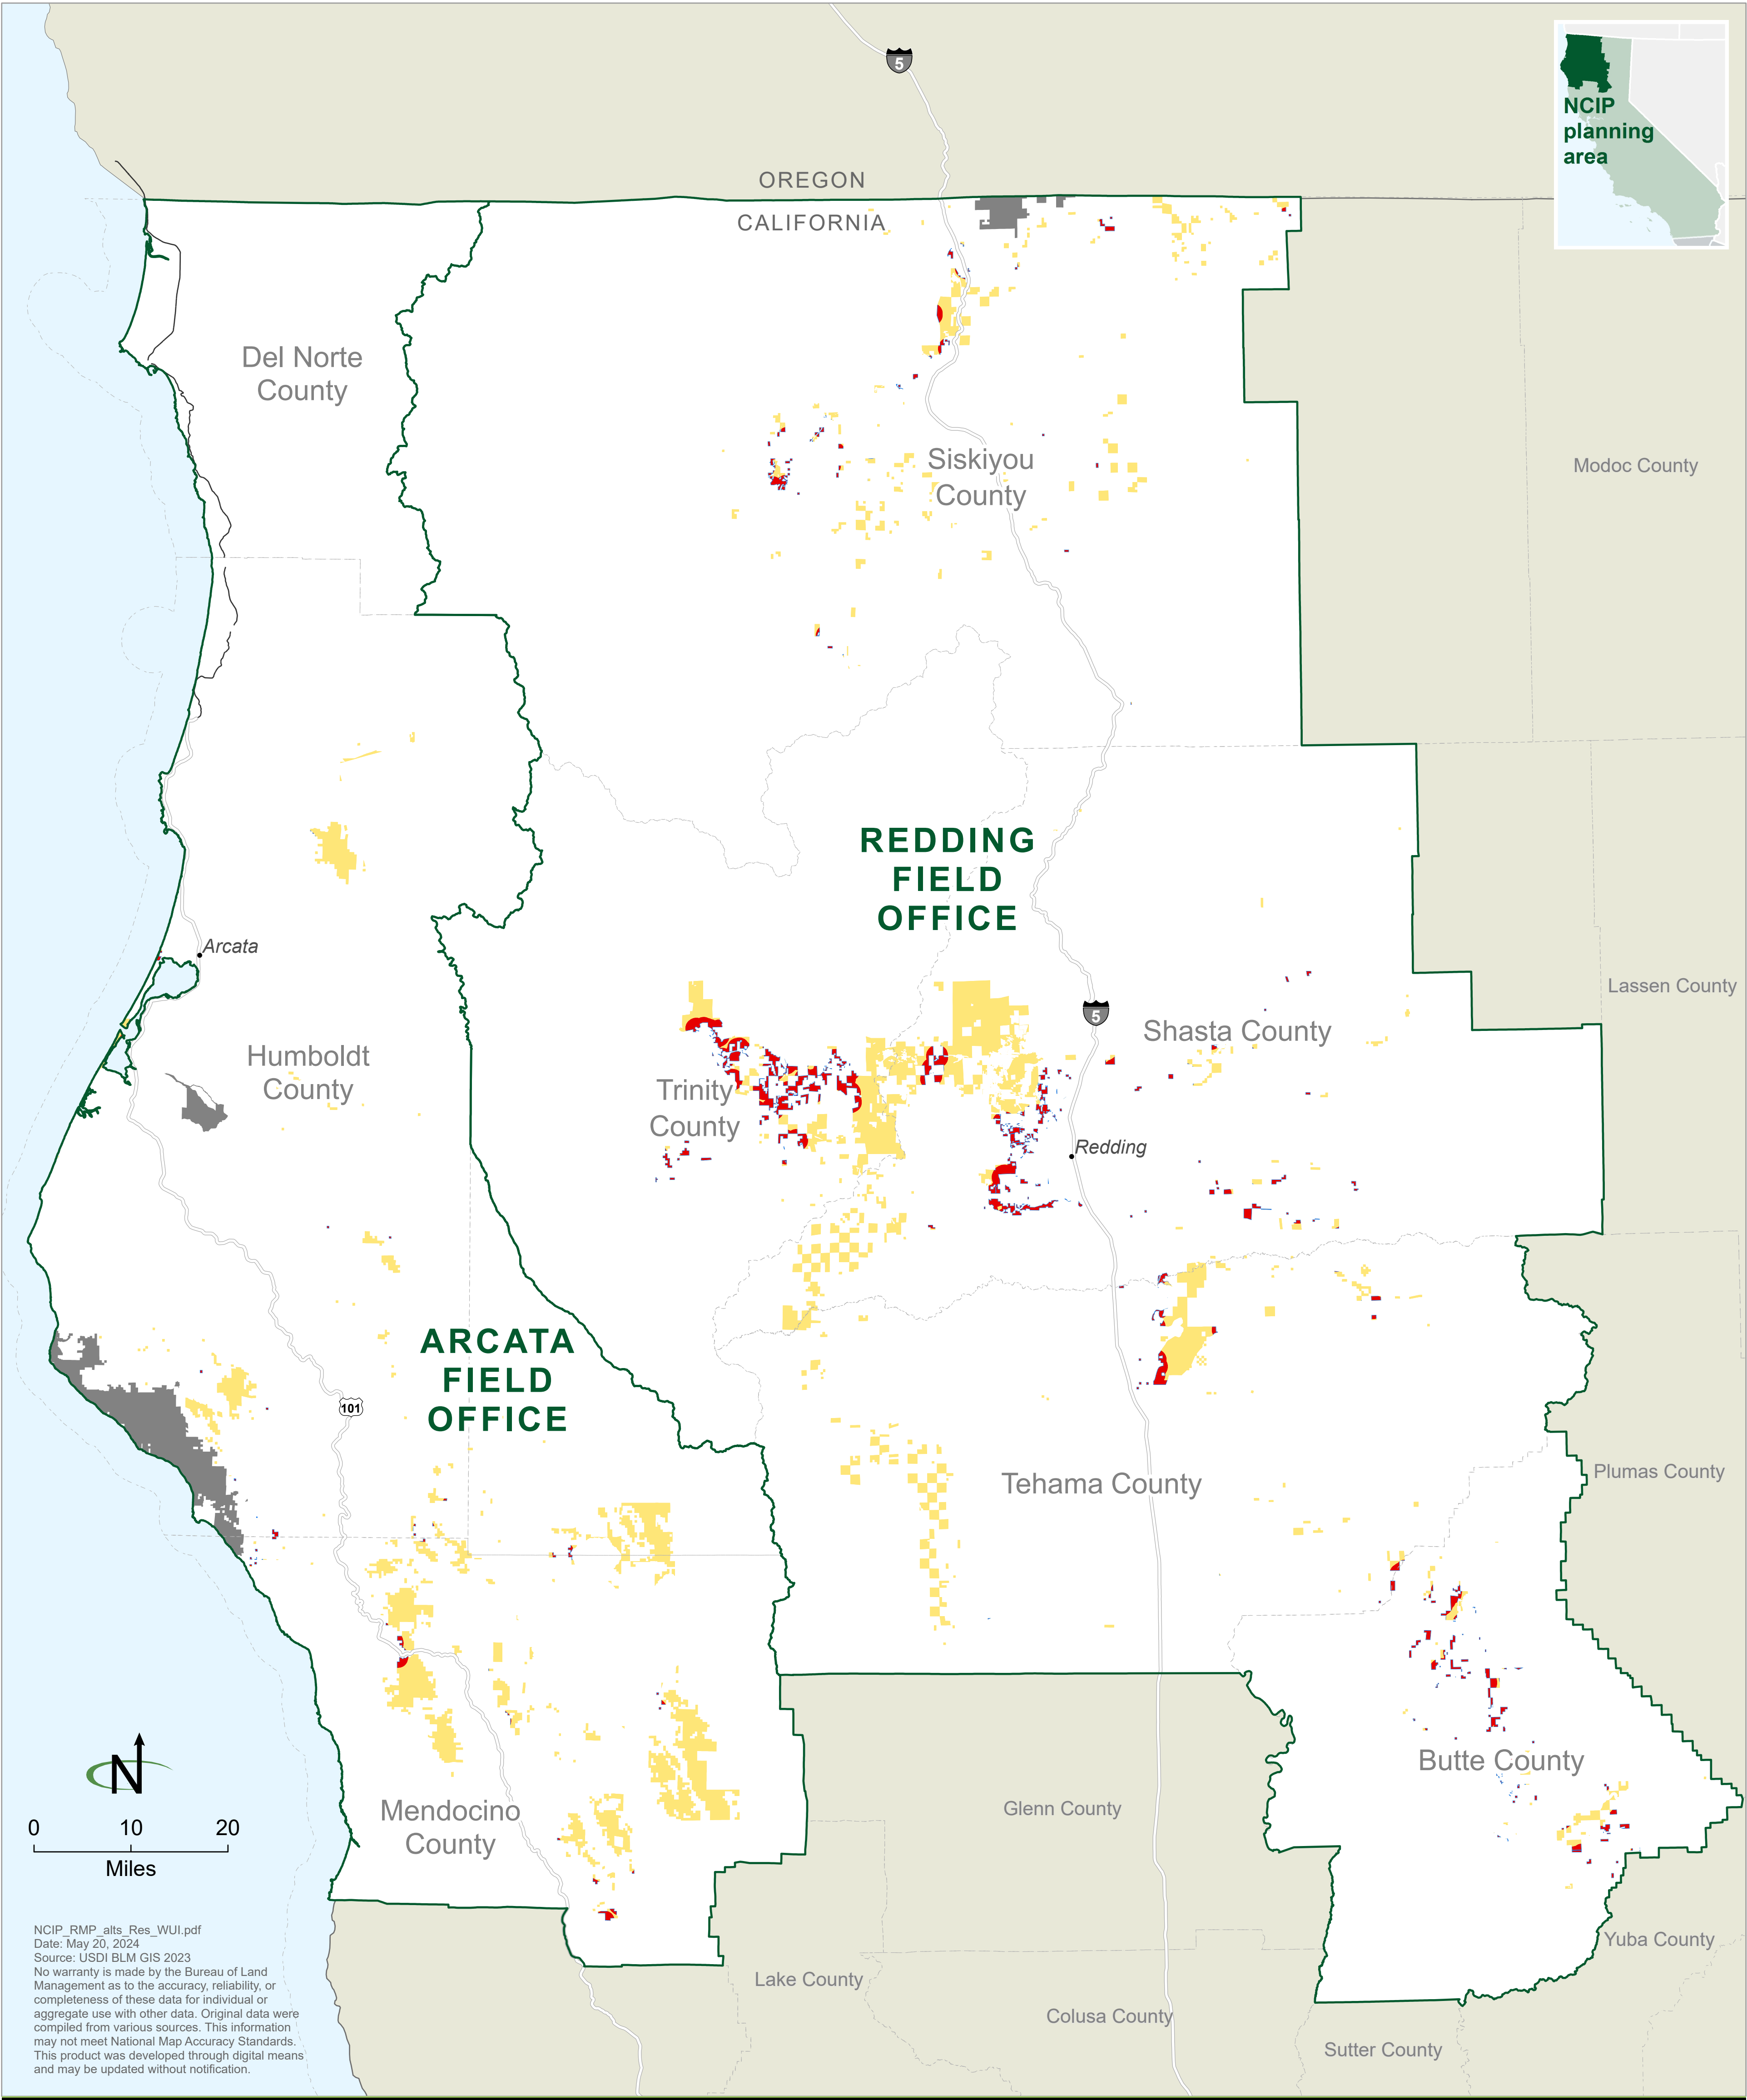 5
NCIP
planning
area
OREGON
CALIFORNIA
Del Norte
County
Siskiyou
County
Modoc County
REDDING
FIELD
OFFICE
Arcata
Lassen County
5
Shasta County
Humboldt
County
Trinity
County
Redding
ARCATA
FIELD
OFFICE
101
Tehama County
Plumas County
N
Butte County
Mendocino
County
Glenn County
0 10 20
Miles
NCIP_RMP_alts_Res_WUI.pdf
Date: May 20, 2024
Source: USDI BLM GIS 2023
No warranty is made by the Bureau of Land
Management as to the accuracy, reliability, or
completeness of these data for individual or
aggregate use with other data. Original data were
compiled from various sources. This information
may not meet National Map Accuracy Standards.
This product was developed through digital means
and may be updated without notification.
Yuba County
Lake County
Colusa County
Sutter County